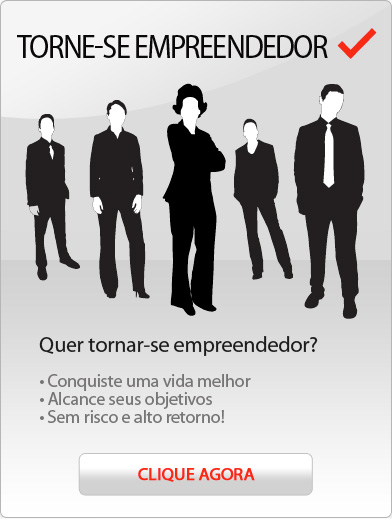 TORNE-SE EMPREENDEDOR
Quer tornar-se empreendedor?
• Conquiste uma vida melhor
• Alcance seus objetivos
• Sem risco e alto retorno!
CLIQUE AGORA